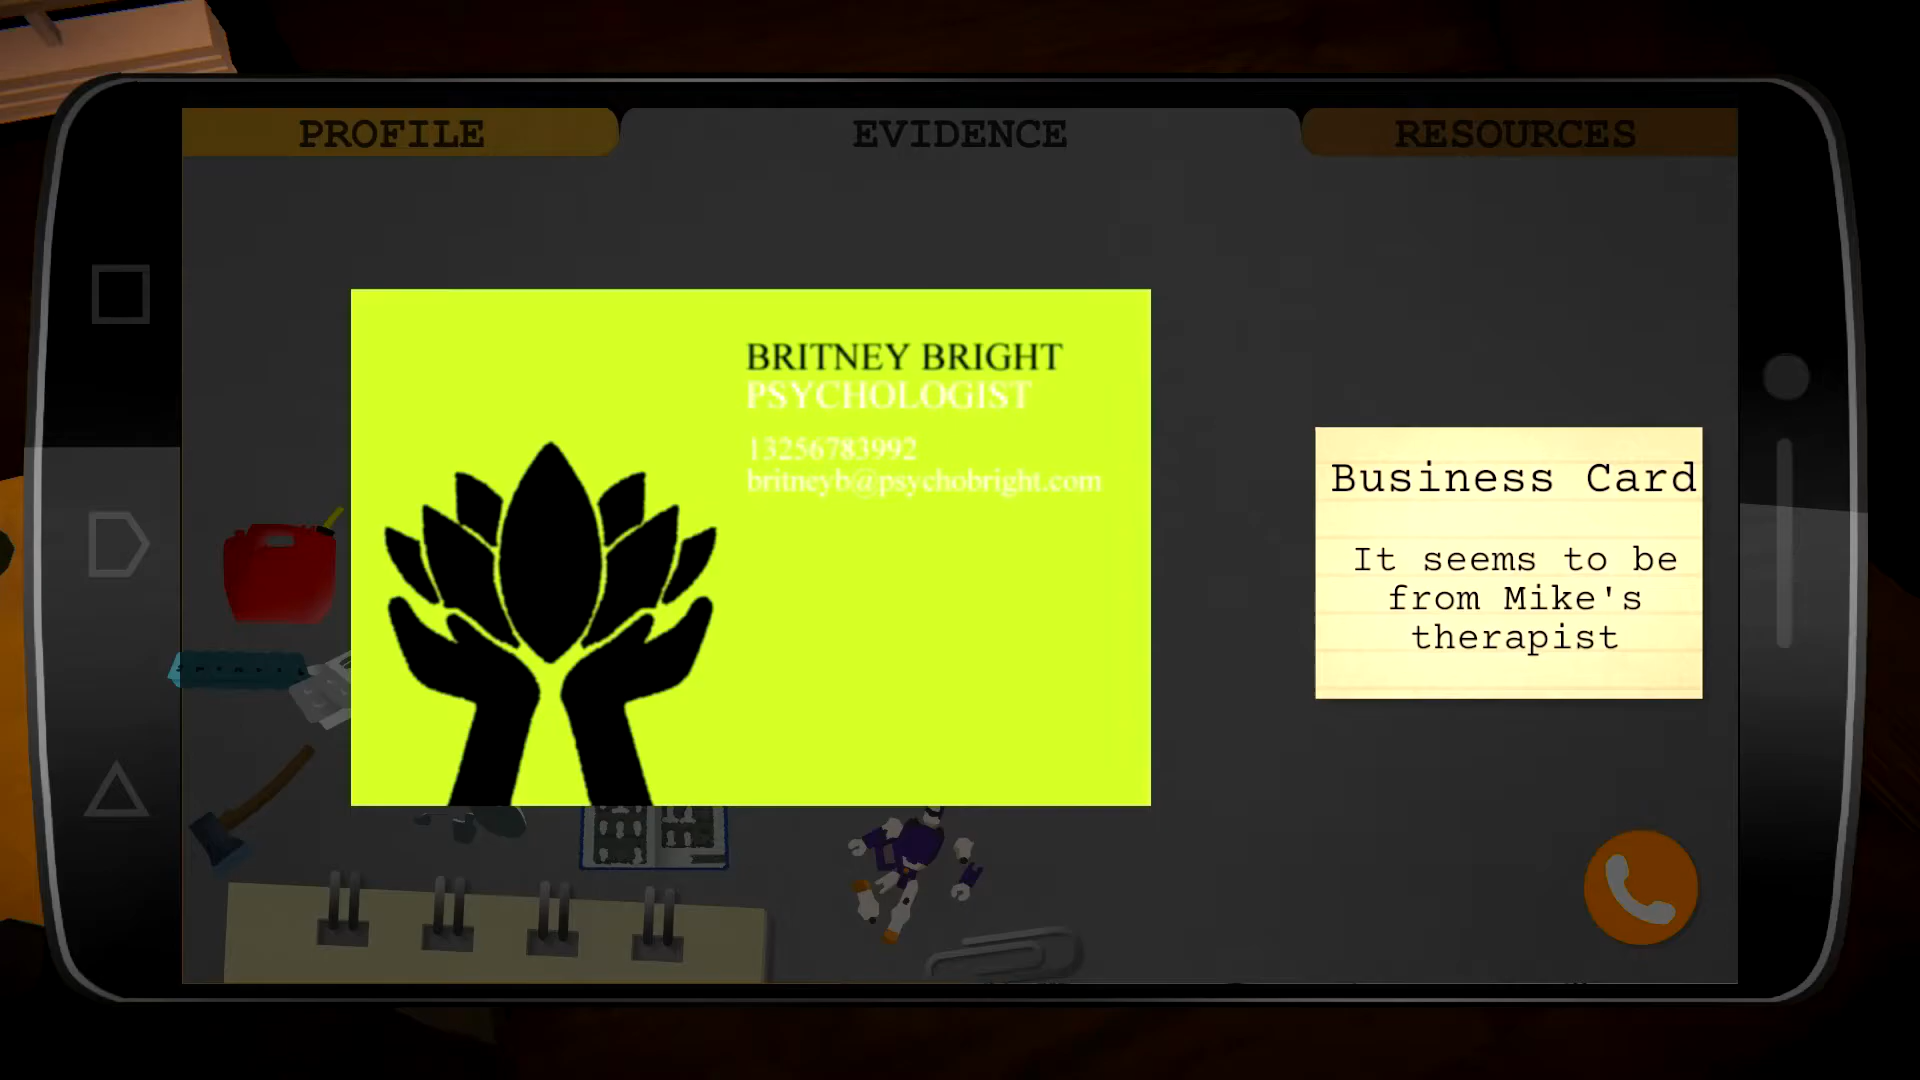 PROFILE
EVIDENCE
RESOURCES
BRITNEY BRIGHT
PSYCHOLOGIST
13256783992
britneyb@psychobright.com
Business Card
It seems to be
from Mike's
therapist